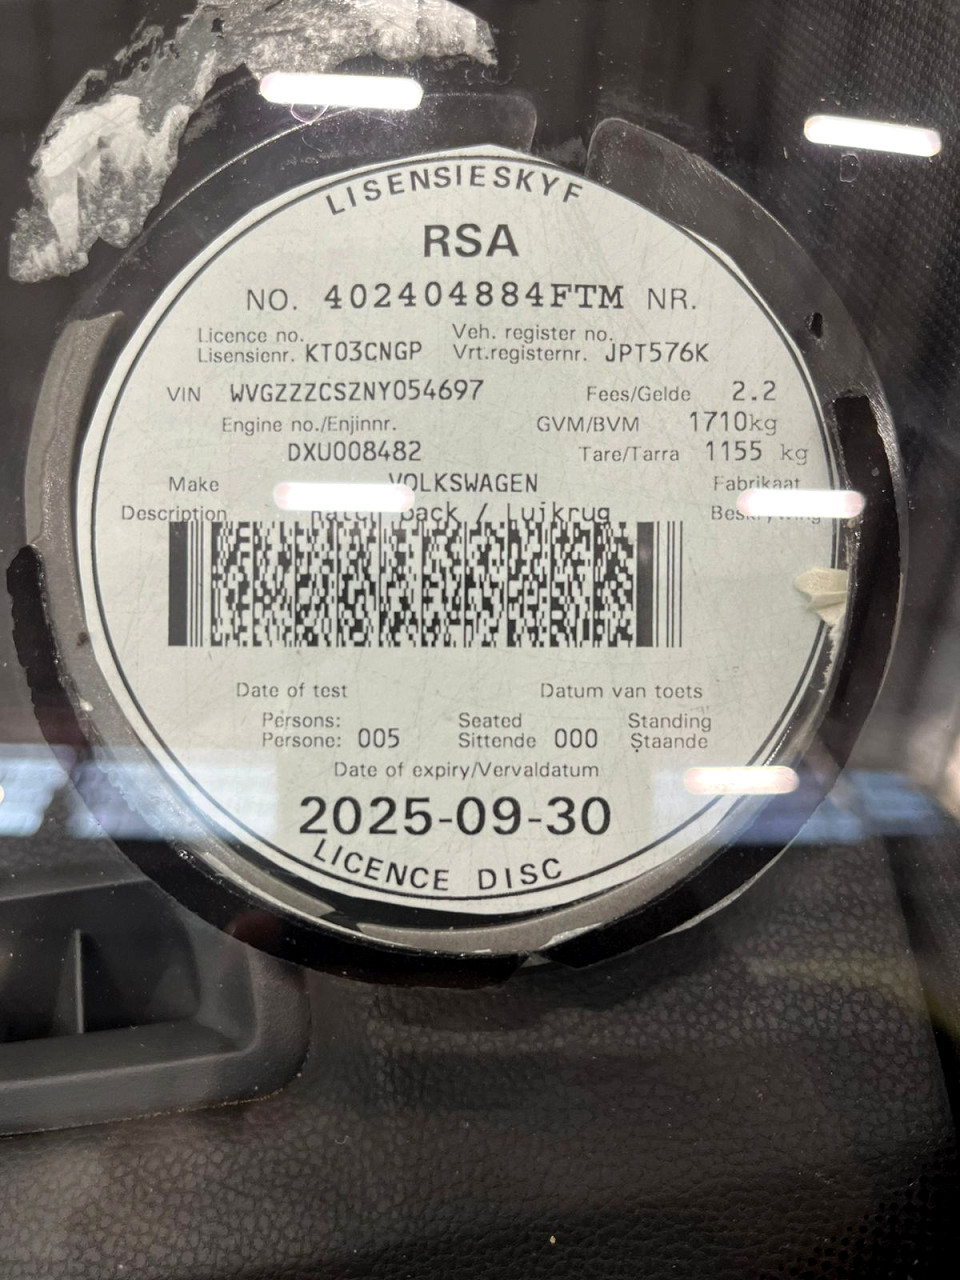 LISENSIESKYF
RSA
NO. 402404884FTM NR.
Licence no. Veh. register no.
Lisensienr. KT03CNGP Vrt.registernr. JPT576K
VIN WVGZZZCSZNY054697 Fees/Gelde 2.2
Engine no./Enjinnr. GVM/BVM 1710kg
DXU008482 Tare/Tarra 1155 kg
Make VOLKSWAGEN Fabrikaat
Description Hatch back / Luikrug Beskrywing
Date of test Datum van toets
Persons: Seated Standing
Persone: 005 Sittende 000 Staande
Date of expiry/Vervaldatum
2025-09-30
LICENCE DISC